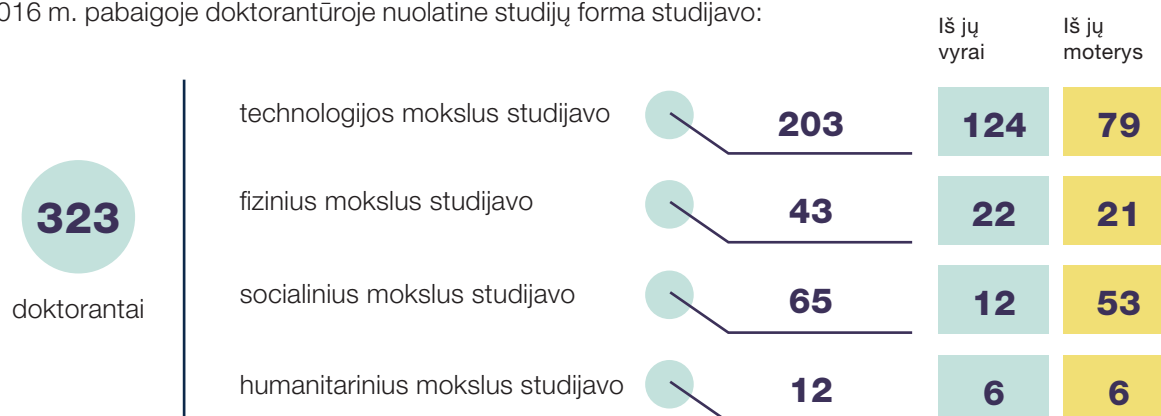 016 m. pabaigoje doktorantūroje nuolatine studijų forma studijavo:
Iš jų vyrai
Iš jų moterys
technologijos mokslus studijavo 203 124 79
fizinius mokslus studijavo 43 22 21
323
doktorantai
socialinius mokslus studijavo 65 12 53
humanitarinius mokslus studijavo 12 6 6